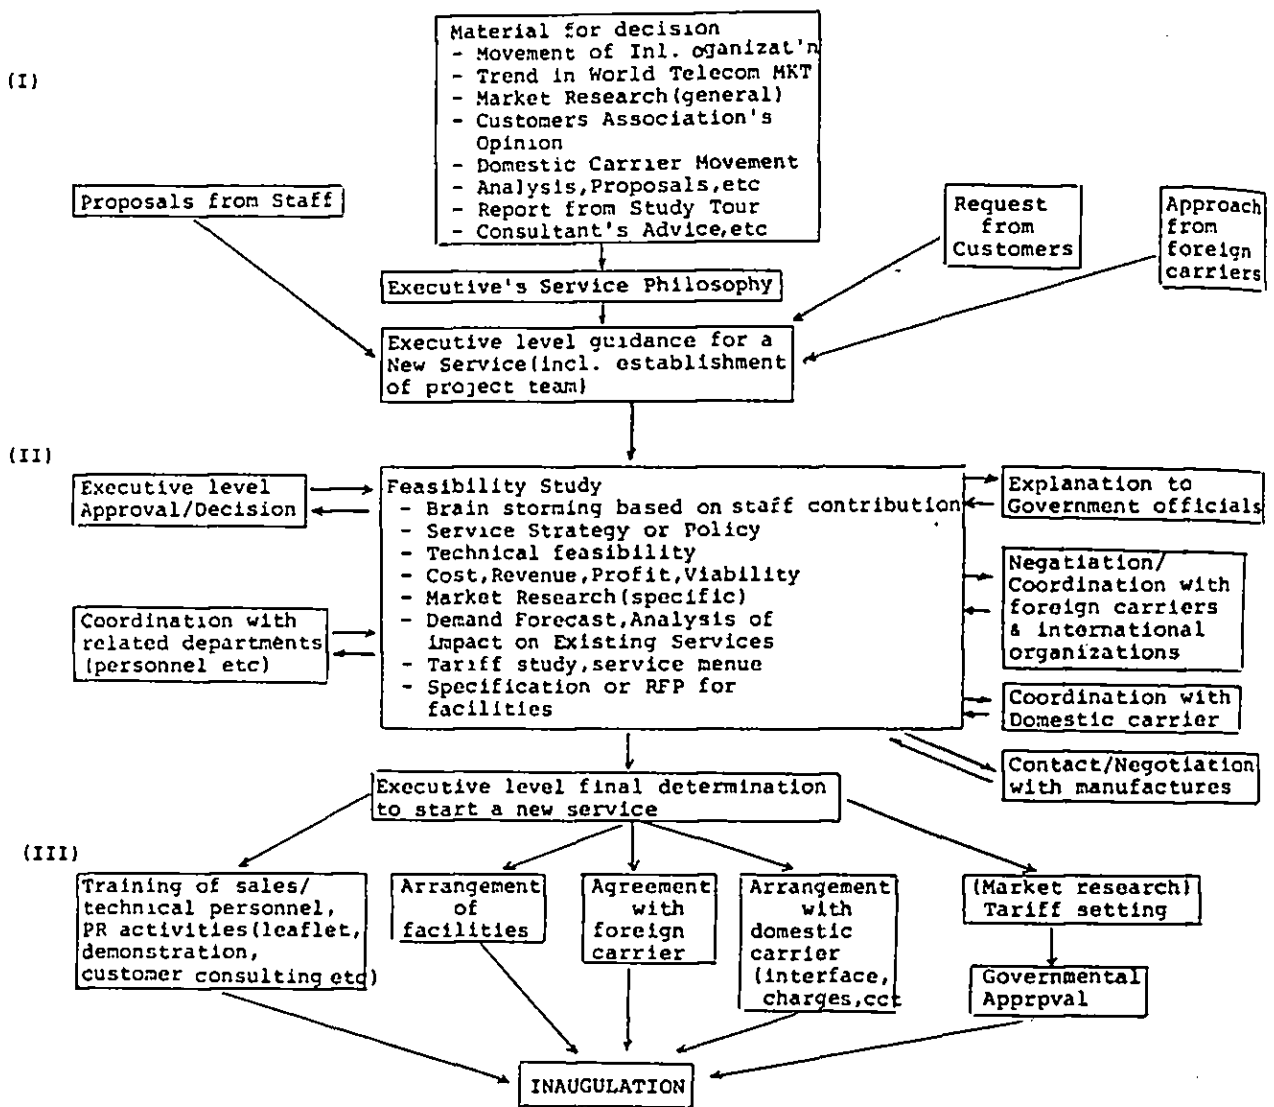 (I)
Material for decision
- Movement of Inl. oganizat'n
- Trend in World Telecom MKT
- Market Research(general)
- Customers Association's
Opinion
- Domestic Carrier Movement
- Analysis,Proposals,etc
- Report from Study Tour
- Consultant's Advice,etc
Proposals from Staff
Request
from
Customers
Approach
from
foreign
carriers
Executive's Service Philosophy
Executive level guidance for a
New Service(incl. establishment
of project team)
(II)
Executive level
Approval/Decision
Coordination with
related departments
(personnel etc)
Feasibility Study
- Brain storming based on staff contribution
- Service Strategy or Policy
- Technical feasibility
- Cost,Revenue,Profit,Viability
- Market Research(specific)
- Demand Forecast,Analysis of
impact on Existing Services
- Tariff study,service menue
- Specification or RFP for
facilities
Explanation to
Government officials
Negatiation/
Coordination with
foreign carriers
& international
organizations
Coordination with
Domestic carrier
Contact/Negotiation
with manufactures
Executive level final determination
to start a new service
(III)
Training of sales/
technical personnel,
PR activities(leaflet,
demonstration,
customer consulting etc)
Arrangement
of
facilities
Agreement
with
foreign
carrier
Arrangement
with
domestic
carrier
(interface,
charges,cct
(Market research)
Tariff setting
Governmental
Apprpval
INAUGULATION